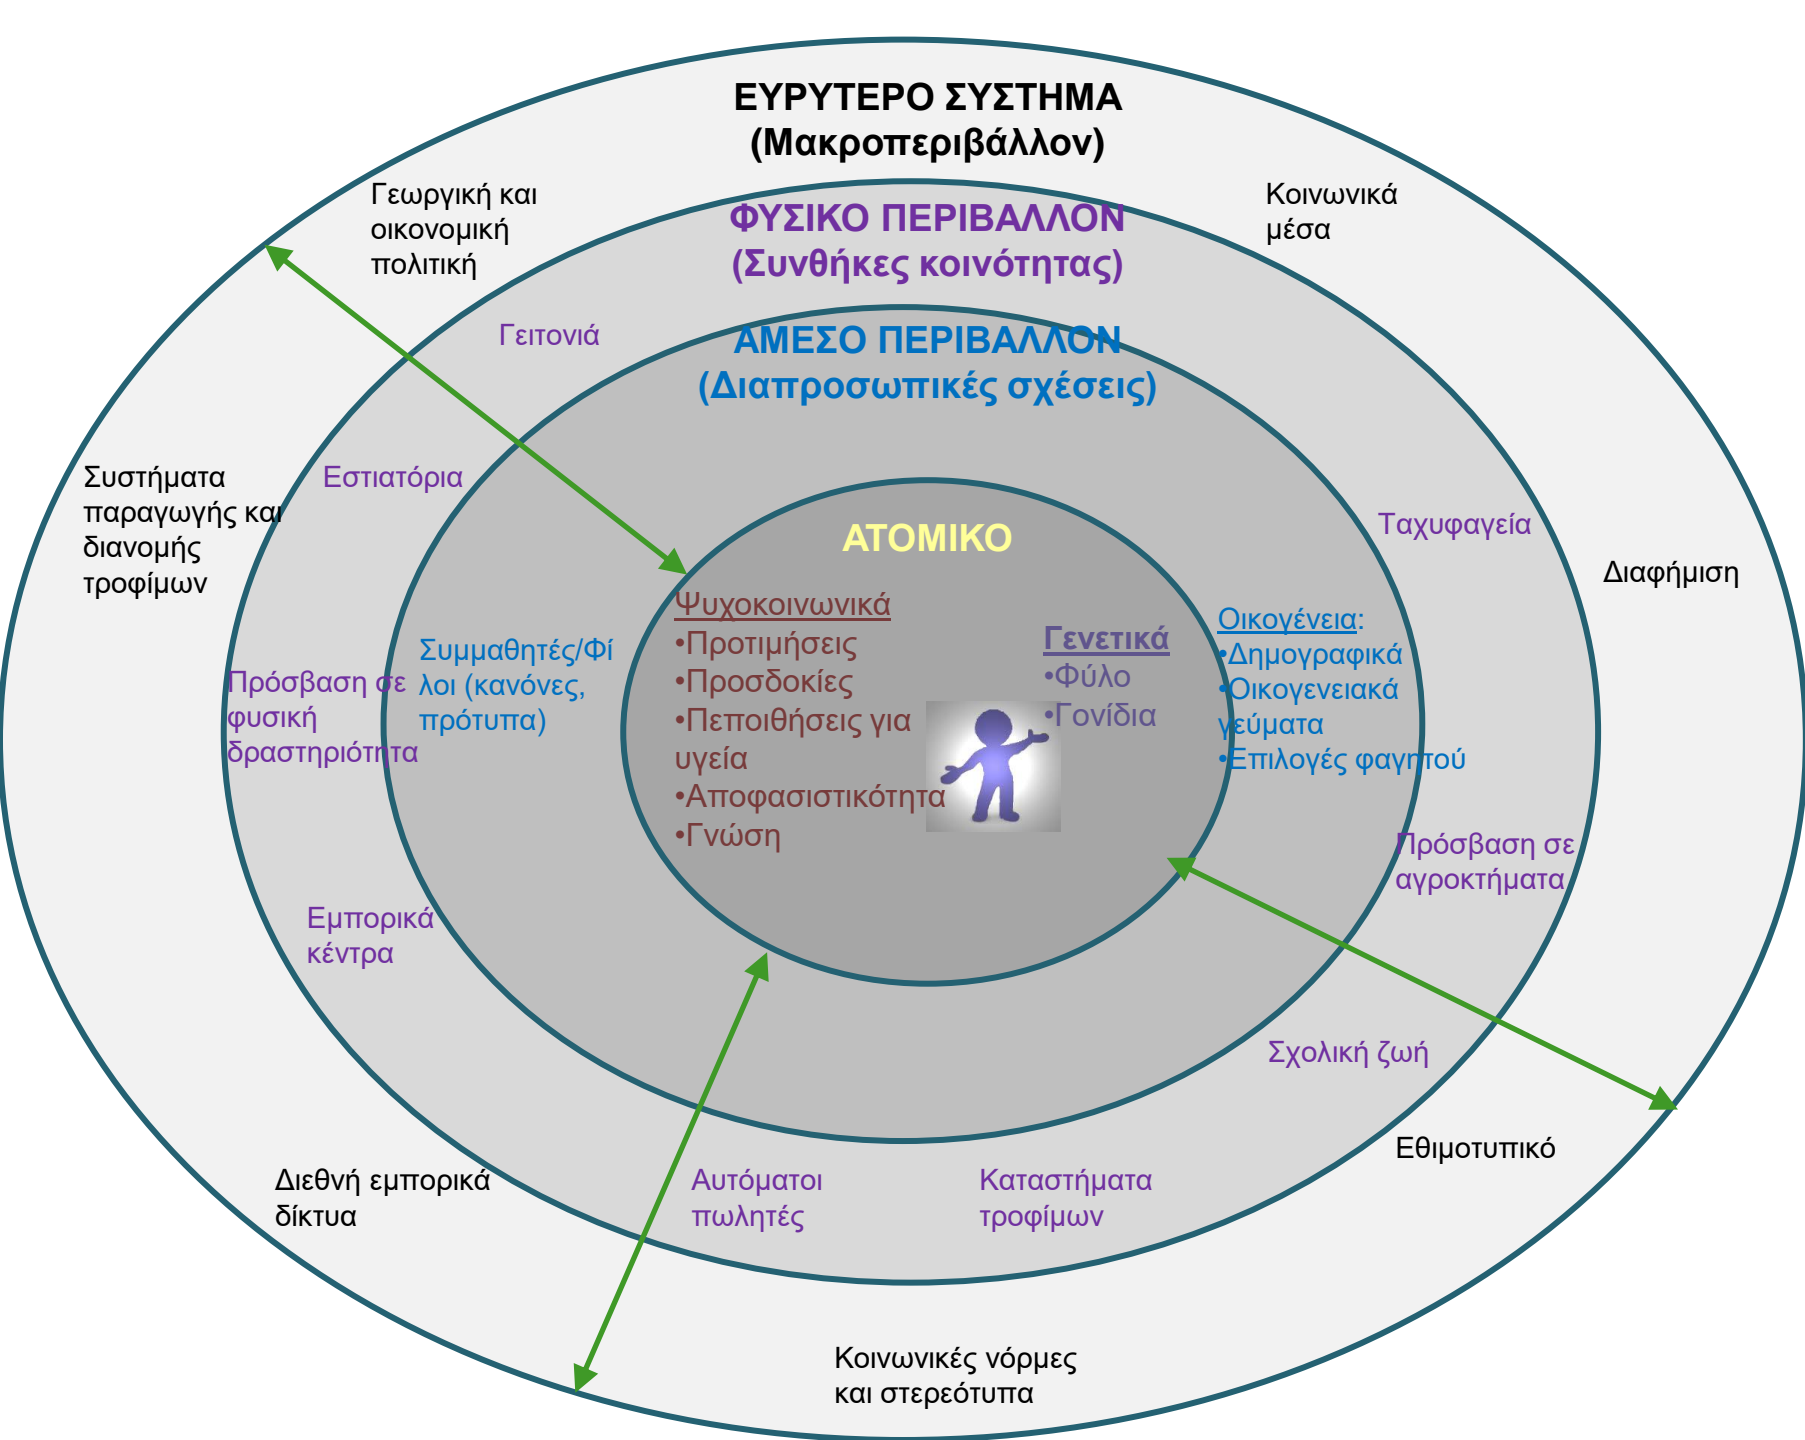 ΕΥΡΥΤΕΡΟ ΣΥΣΤΗΜΑ
(Μακροπεριβάλλον)
Γεωργική και
οικονομική
πολιτική
Κοινωνικά
μέσα
ΦΥΣΙΚΟ ΠΕΡΙΒΑΛΛΟΝ
(Συνθήκες κοινότητας)
Γειτονιά
ΑΜΕΣΟ ΠΕΡΙΒΑΛΛΟΝ
(Διαπροσωπικές σχέσεις)
Συστήματα
παραγωγής και
διανομής
τροφίμων
Εστιατόρια
ΑΤΟΜΙΚΟ
Ταχυφαγεία
Διαφήμιση
Πρόσβαση σε
φυσική
δραστηριότητα
Συμμαθητές/Φί
λοι (κανόνες,
πρότυπα)
Ψυχοκοινωνικά
•Προτιμήσεις
•Προσδοκίες
•Πεποιθήσεις για
υγεία
•Αποφασιστικότητα
•Γνώση
Γενετικά
•Φύλο
•Γονίδια
Οικογένεια:
•Δημογραφικά
•Οικογενειακά
γεύματα
•Επιλογές φαγητού
Πρόσβαση σε
αγροκτήματα
Εμπορικά
κέντρα
Σχολική ζωή
Εθιμοτυπικό
Διεθνή εμπορικά
δίκτυα
Αυτόματοι
πωλητές
Καταστήματα
τροφίμων
Κοινωνικές νόρμες
και στερεότυπα